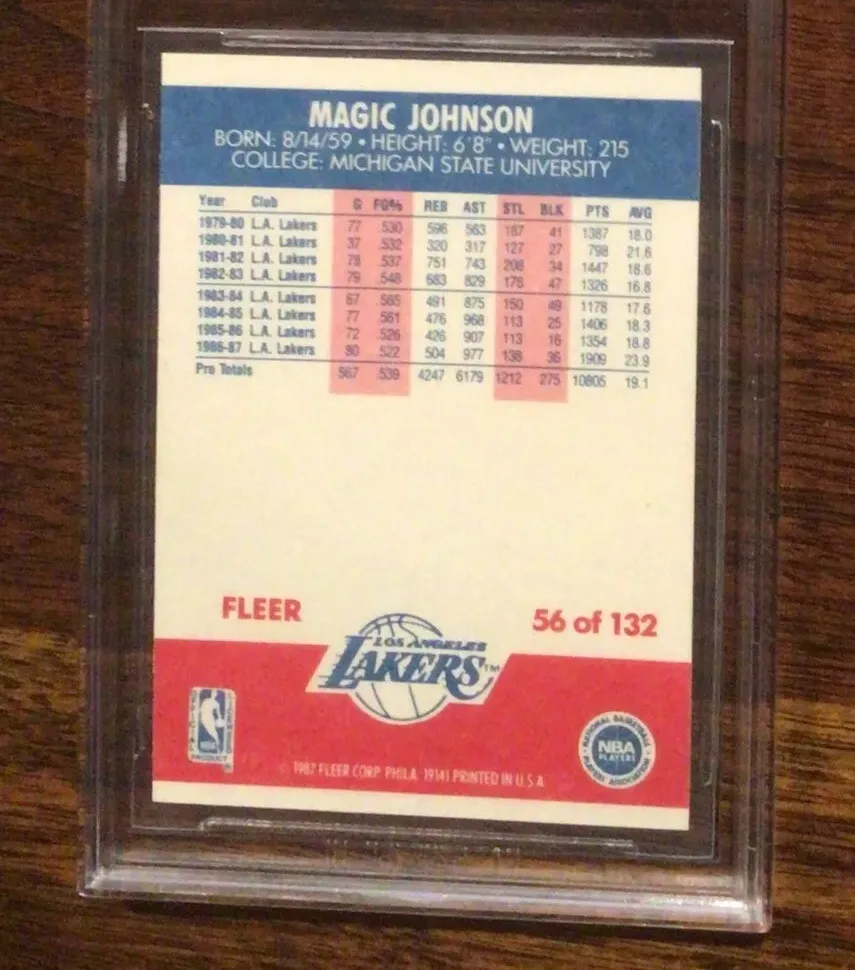 MAGIC JOHNSON
BORN: 8/14/59 • HEIGHT: 6'8" • WEIGHT: 215
COLLEGE: MICHIGAN STATE UNIVERSITY
Year Club G FG% REB AST STL BLK PTS AVG
1979-80 L.A. Lakers 77 .530 596 563 187 41 1387 18.0
1980-81 L.A. Lakers 37 .532 320 317 127 27 798 21.6
1981-82 L.A. Lakers 78 .537 751 743 208 34 1447 18.6
1982-83 L.A. Lakers 79 .548 683 829 176 47 1326 16.8
1983-84 L.A. Lakers 67 .565 491 875 150 49 1178 17.6
1984-85 L.A. Lakers 77 .561 476 968 113 25 1406 18.3
1985-86 L.A. Lakers 72 .526 426 907 113 16 1354 18.8
1986-87 L.A. Lakers 80 .522 504 977 138 36 1909 23.9
Pro Totals 567 .539 4247 6179 1212 275 10805 19.1
FLEER
56 of 132
LOS ANGELES
LAKERS™
NBA
PRODUCT
NATIONAL BASKETBALL
NBA
PLAYERS
PLAYERS ASSOCIATION
© 1987 FLEER CORP. PHILA. 19141 PRINTED IN U.S.A.